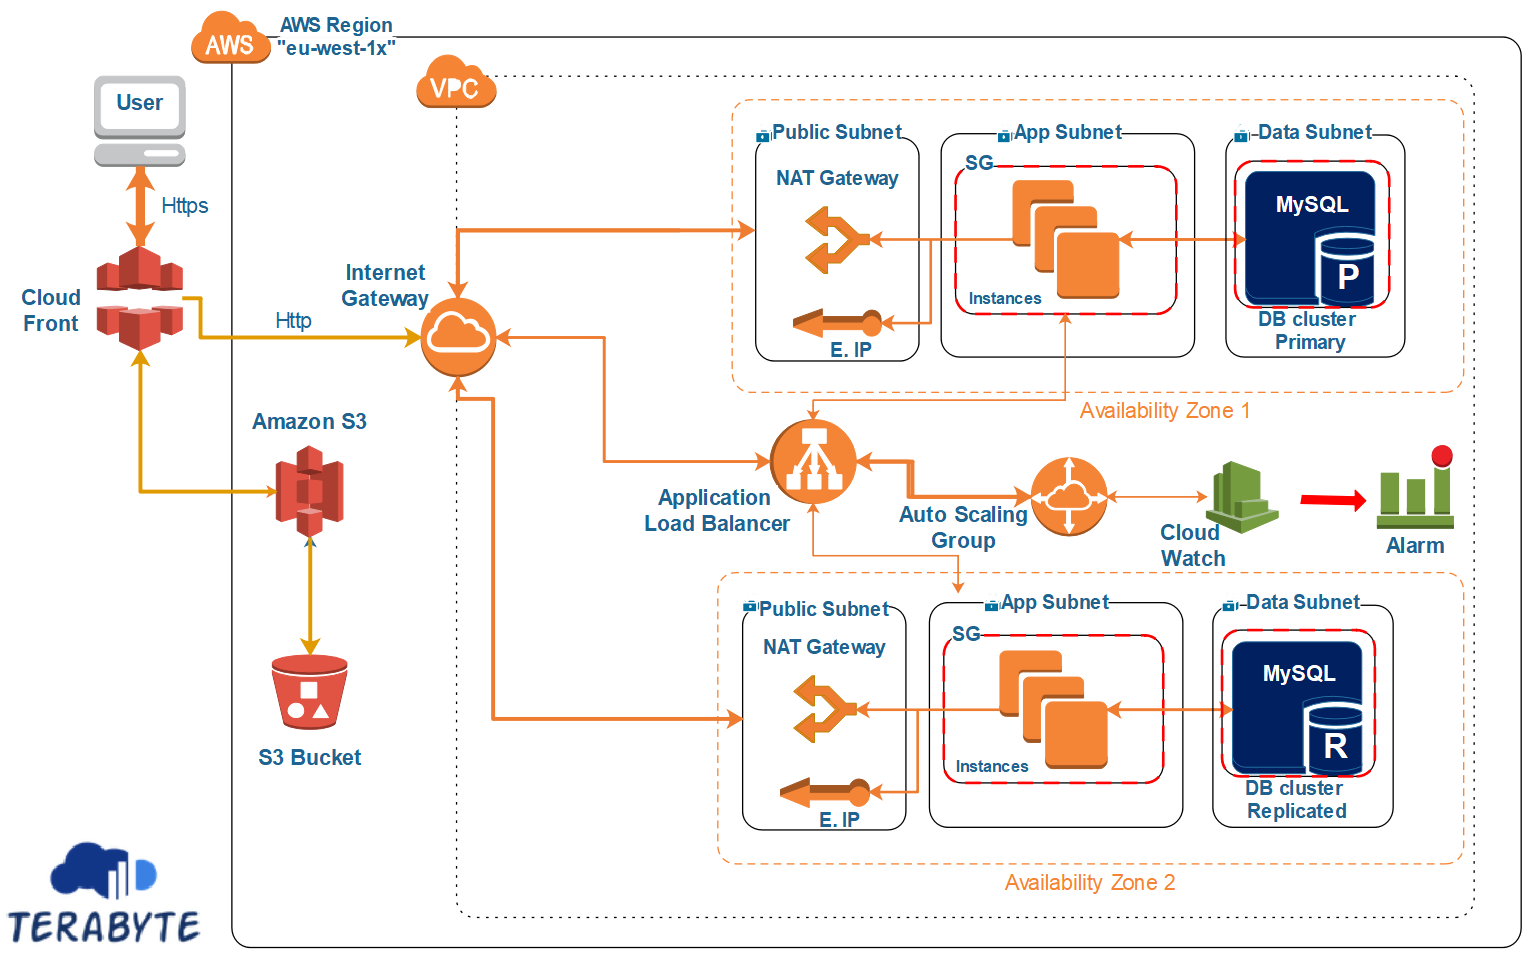 AWS
AWS Region
"eu-west-1x"
VPC
User
Https
Cloud
Front
Internet
Gateway
Http
Amazon S3
S3 Bucket
Public Subnet
NAT Gateway
E. IP
App Subnet
SG
Instances
Data Subnet
MySQL
P
DB cluster
Primary
Availability Zone 1
Application
Load Balancer
Auto Scaling
Group
Cloud
Watch
Alarm
Public Subnet
NAT Gateway
E. IP
App Subnet
SG
Instances
Data Subnet
MySQL
R
DB cluster
Replicated
Availability Zone 2
TERABYTE